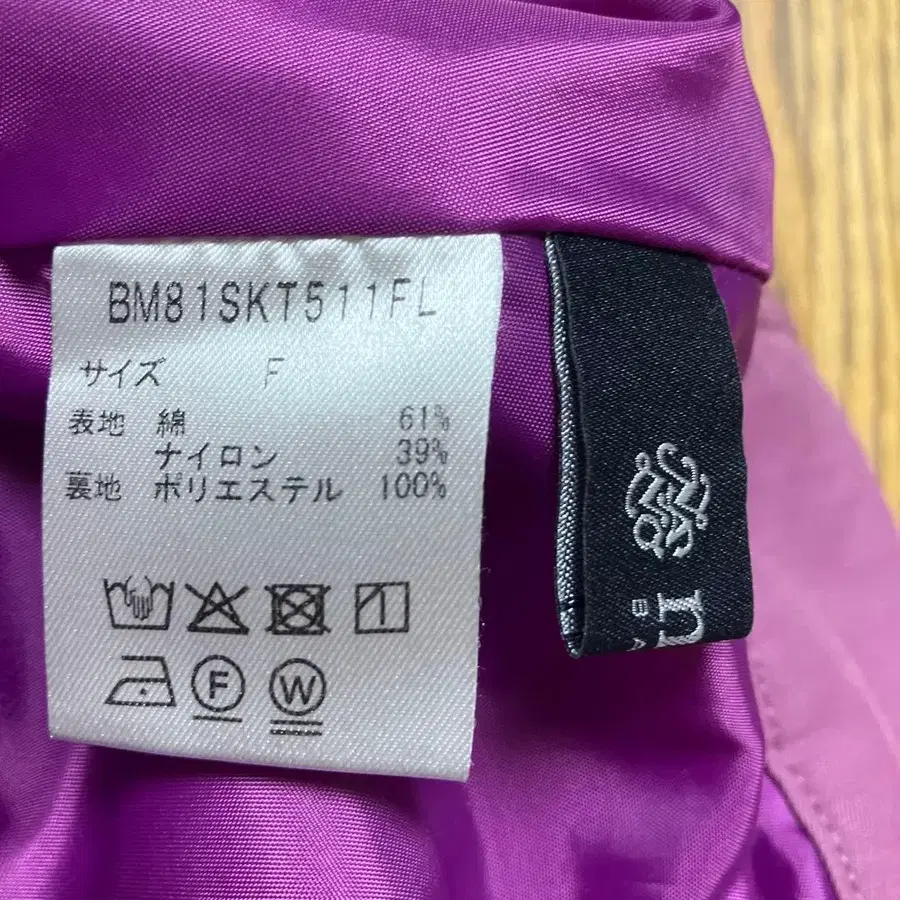 BM81SKT511FL
サイズ F
表地 綿 61%
ナイロン 39%
裏地 ポリエステル 100%
F
W